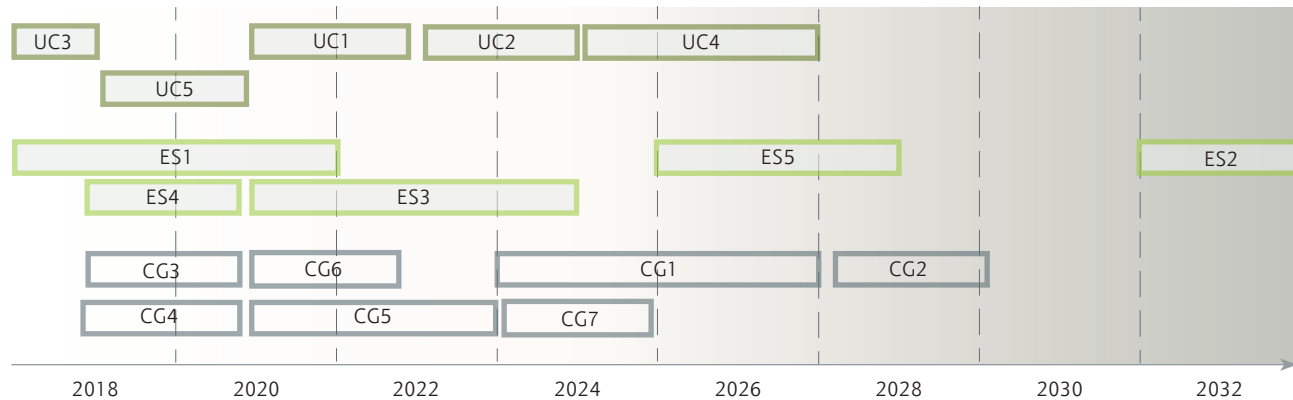 UC3 UC1 UC2 UC4
UC5
ES1 ES5 ES2
ES4 ES3
CG3 CG6 CG1 CG2
CG4 CG5 CG7
2018 2020 2022 2024 2026 2028 2030 2032